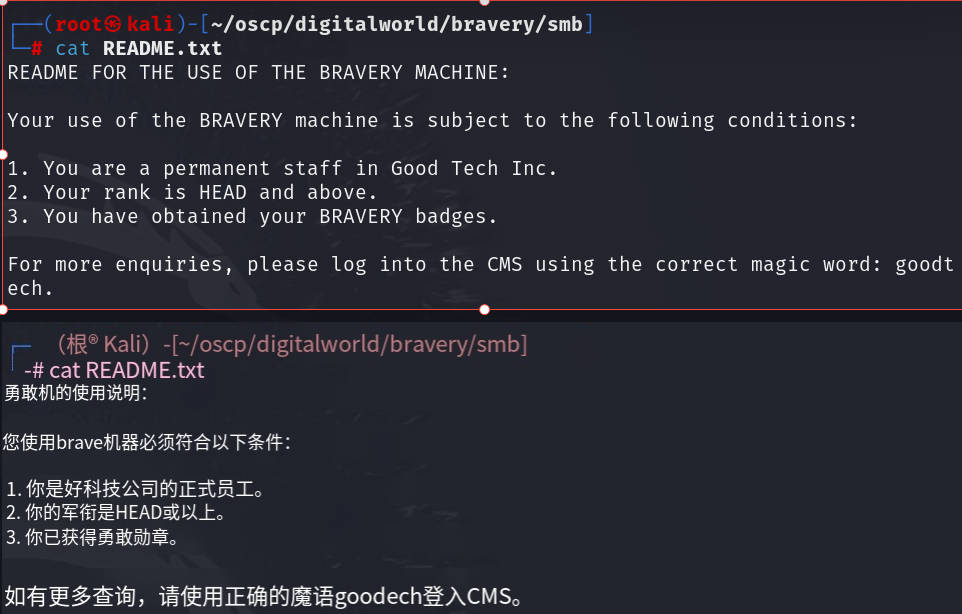 ┌──(root㉿kali)-[~/oscp/digitalworld/bravery/smb]
└─# cat README.txt
README FOR THE USE OF THE BRAVERY MACHINE:
Your use of the BRAVERY machine is subject to the following conditions:
1. You are a permanent staff in Good Tech Inc.
2. Your rank is HEAD and above.
3. You have obtained your BRAVERY badges.
For more enquiries, please log into the CMS using the correct magic word: goodt
ech.
┌─ （根® Kali）-[~/oscp/digitalworld/bravery/smb]
-# cat README.txt
勇敢机的使用说明：
您使用brave机器必须符合以下条件：
1. 你是好科技公司的正式员工。
2. 你的军衔是HEAD或以上。
3. 你已获得勇敢勋章。
如有更多查询，请使用正确的魔语goodech登入CMS。